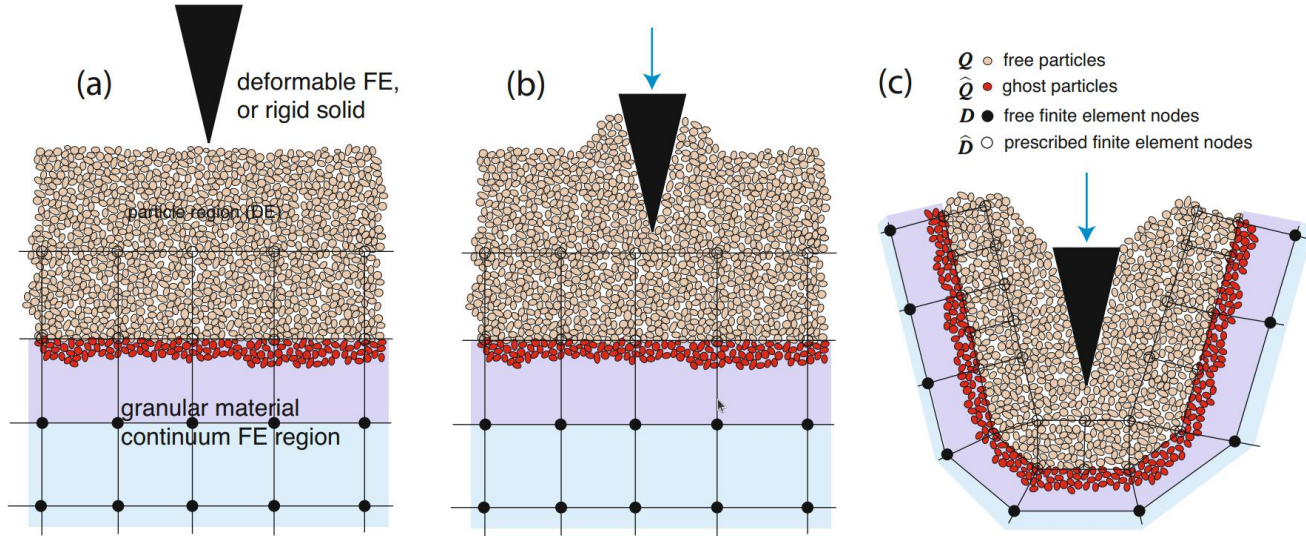 (a)
deformable FE,
or rigid solid
particle region (DE)
granular material
continuum FE region
(b)
(c)
Q free particles
Q̂ ghost particles
D free finite element nodes
D̂ prescribed finite element nodes